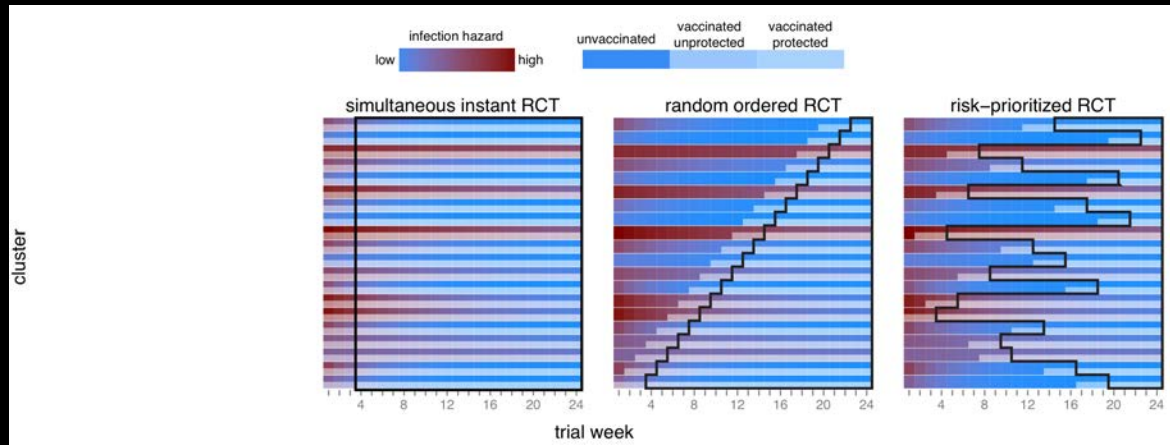 infection hazard
low high
unvaccinated
vaccinated
unprotected
vaccinated
protected
simultaneous instant RCT
random ordered RCT
risk−prioritized RCT
cluster
4 8 12 16 20 24
4 8 12 16 20 24
4 8 12 16 20 24
trial week